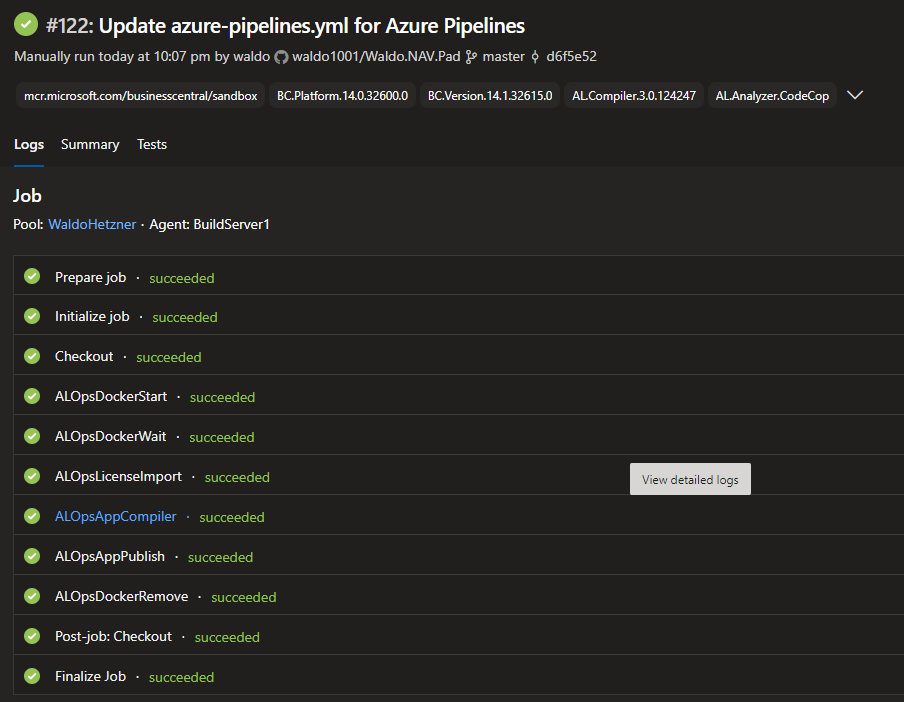 #122: Update azure-pipelines.yml for Azure Pipelines
Manually run today at 10:07 pm by waldo waldo1001/Waldo.NAV.Pad master d6f5e52
mcr.microsoft.com/businesscentral/sandbox BC.Platform.14.0.32600.0 BC.Version.14.1.32615.0 AL.Compiler.3.0.124247 AL.Analyzer.CodeCop
Logs Summary Tests
Job
Pool: WaldoHetzner · Agent: BuildServer1
Prepare job · succeeded
Initialize job · succeeded
Checkout · succeeded
ALOpsDockerStart · succeeded
ALOpsDockerWait · succeeded
ALOpsLicenseImport · succeeded
View detailed logs
ALOpsAppCompiler · succeeded
ALOpsAppPublish · succeeded
ALOpsDockerRemove · succeeded
Post-job: Checkout · succeeded
Finalize Job · succeeded